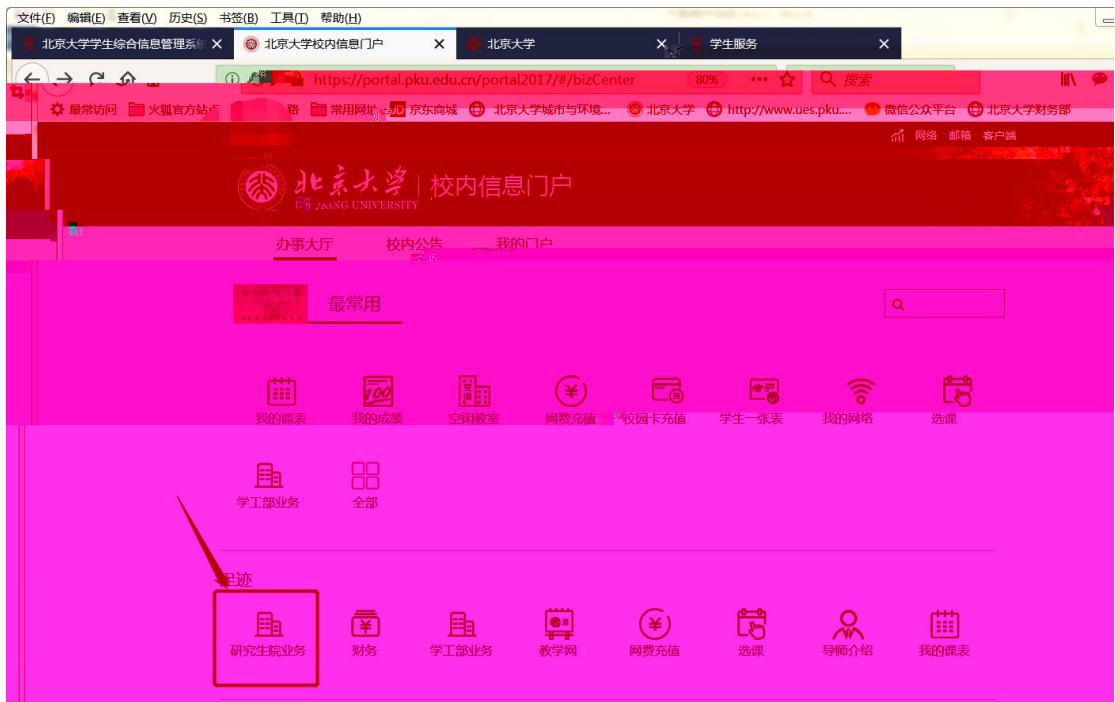 文件(F) 编辑(E) 查看(V) 历史(S) 书签(B) 工具(T) 帮助(H)
北京大学学生综合信息管理系统 北京大学校内信息门户 北京大学 学生服务
https://portal.pku.edu.cn/portal2017/#/bizCenter 80% 搜索
最常访问 火狐官方站点 常用网址 JD 京东商城 北京大学城市与环境... 北京大学 http://www.ues.pku.... 微信公众平台 北京大学财务部
网络 邮箱 客户端
北京大学 校内信息门户
UNIVERSITY
办事大厅 校内公告 我的门户
最常用
我的课表 我的成绩 空闲教室 网费充值 校园卡充值 学生一张表 我的网络 选课
学工部业务 全部
足迹
研究生院业务 财务 学工部业务 教学网 网费充值 选课 导师介绍 我的课表